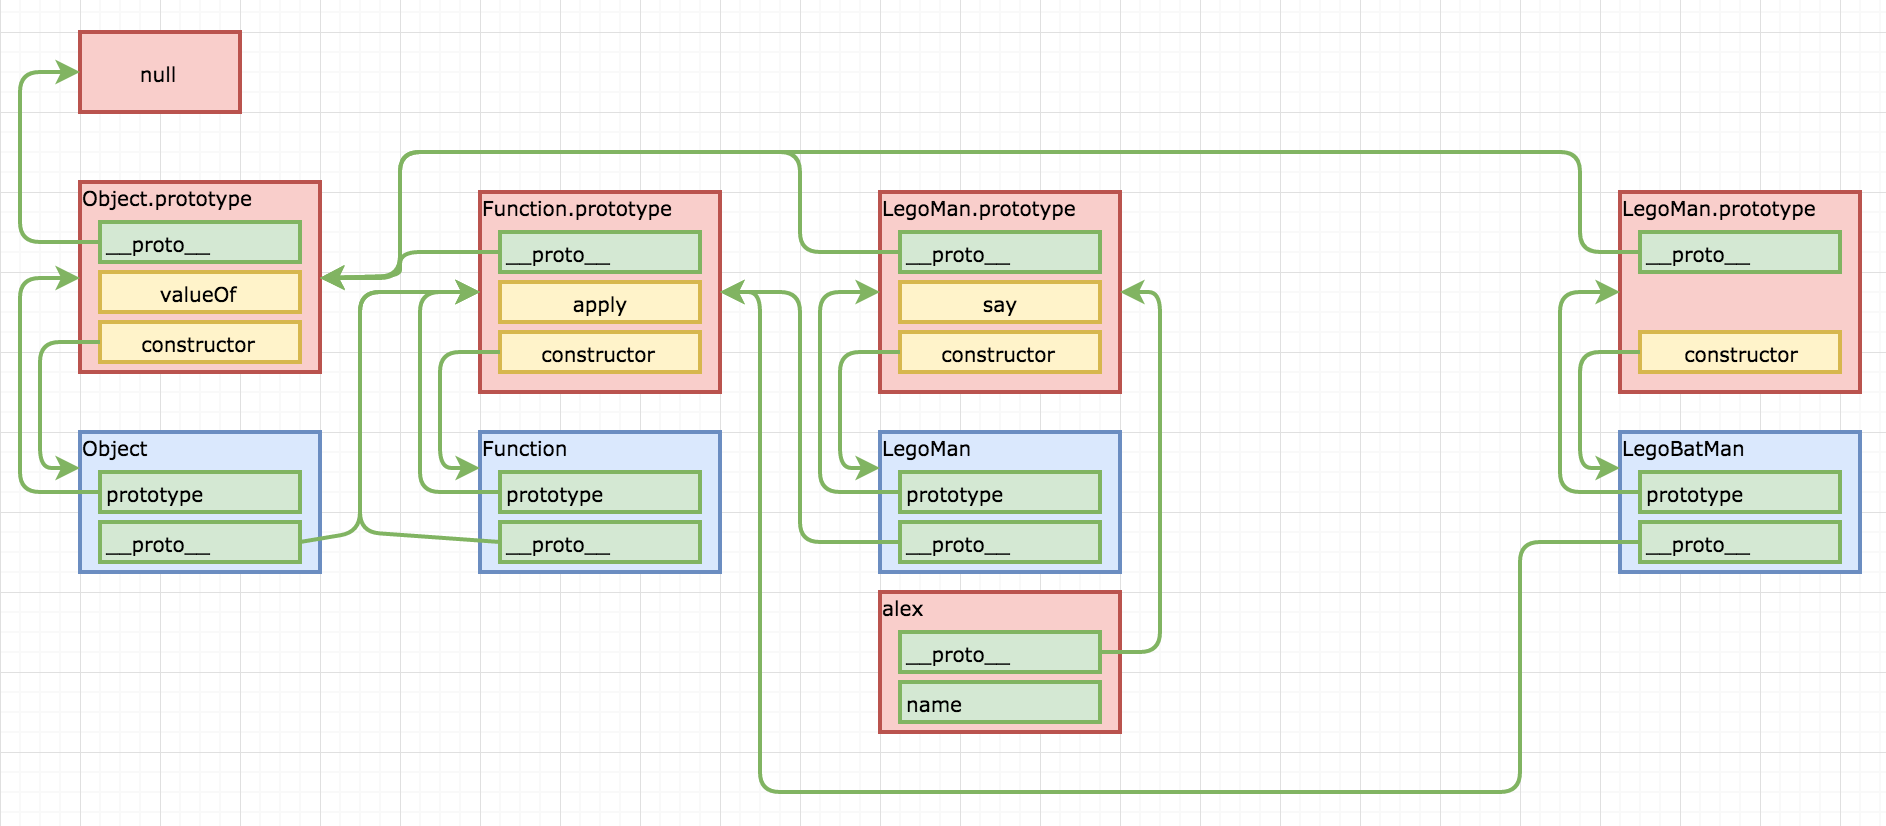 null
Object.prototype
__proto__
valueOf
constructor
Function.prototype
__proto__
apply
constructor
LegoMan.prototype
__proto__
say
constructor
LegoMan.prototype
__proto__
constructor
Object
prototype
__proto__
Function
prototype
__proto__
LegoMan
prototype
__proto__
LegoBatMan
prototype
__proto__
alex
__proto__
name